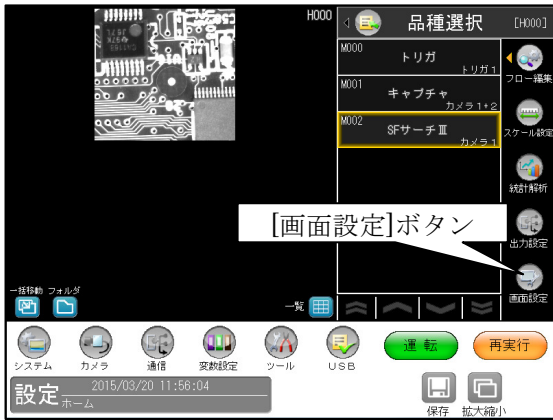 H000
品種選択
[H000]
M000
トリガ
トリガ1
M001
キャプチャ
カメラ1+2
M002
SFサーチⅢ
カメラ1
フロー編集
スケール設定
統計解析
出力設定
画面設定
[画面設定]ボタン
一括移動 フォルダ
一覧
システム
カメラ
通信
変数設定
ツール
USB
運転
再実行
設定
2015/03/20 11:56:04
ホーム
保存
拡大縮小